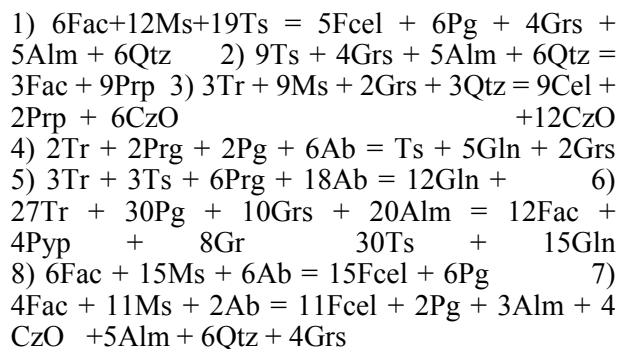 1) 6Fac+12Ms+19Ts = 5Fcel + 6Pg + 4Grs +
5Alm + 6Qtz 2) 9Ts + 4Grs + 5Alm + 6Qtz =
3Fac + 9Prp 3) 3Tr + 9Ms + 2Grs + 3Qtz = 9Cel +
2Prp + 6CzO +12CzO
4) 2Tr + 2Prg + 2Pg + 6Ab = Ts + 5Gln + 2Grs
5) 3Tr + 3Ts + 6Prg + 18Ab = 12Gln + 6)
27Tr + 30Pg + 10Grs + 20Alm = 12Fac +
4Pyp + 8Gr 30Ts + 15Gln
8) 6Fac + 15Ms + 6Ab = 15Fcel + 6Pg 7)
4Fac + 11Ms + 2Ab = 11Fcel + 2Pg + 3Alm + 4
CzO +5Alm + 6Qtz + 4Grs